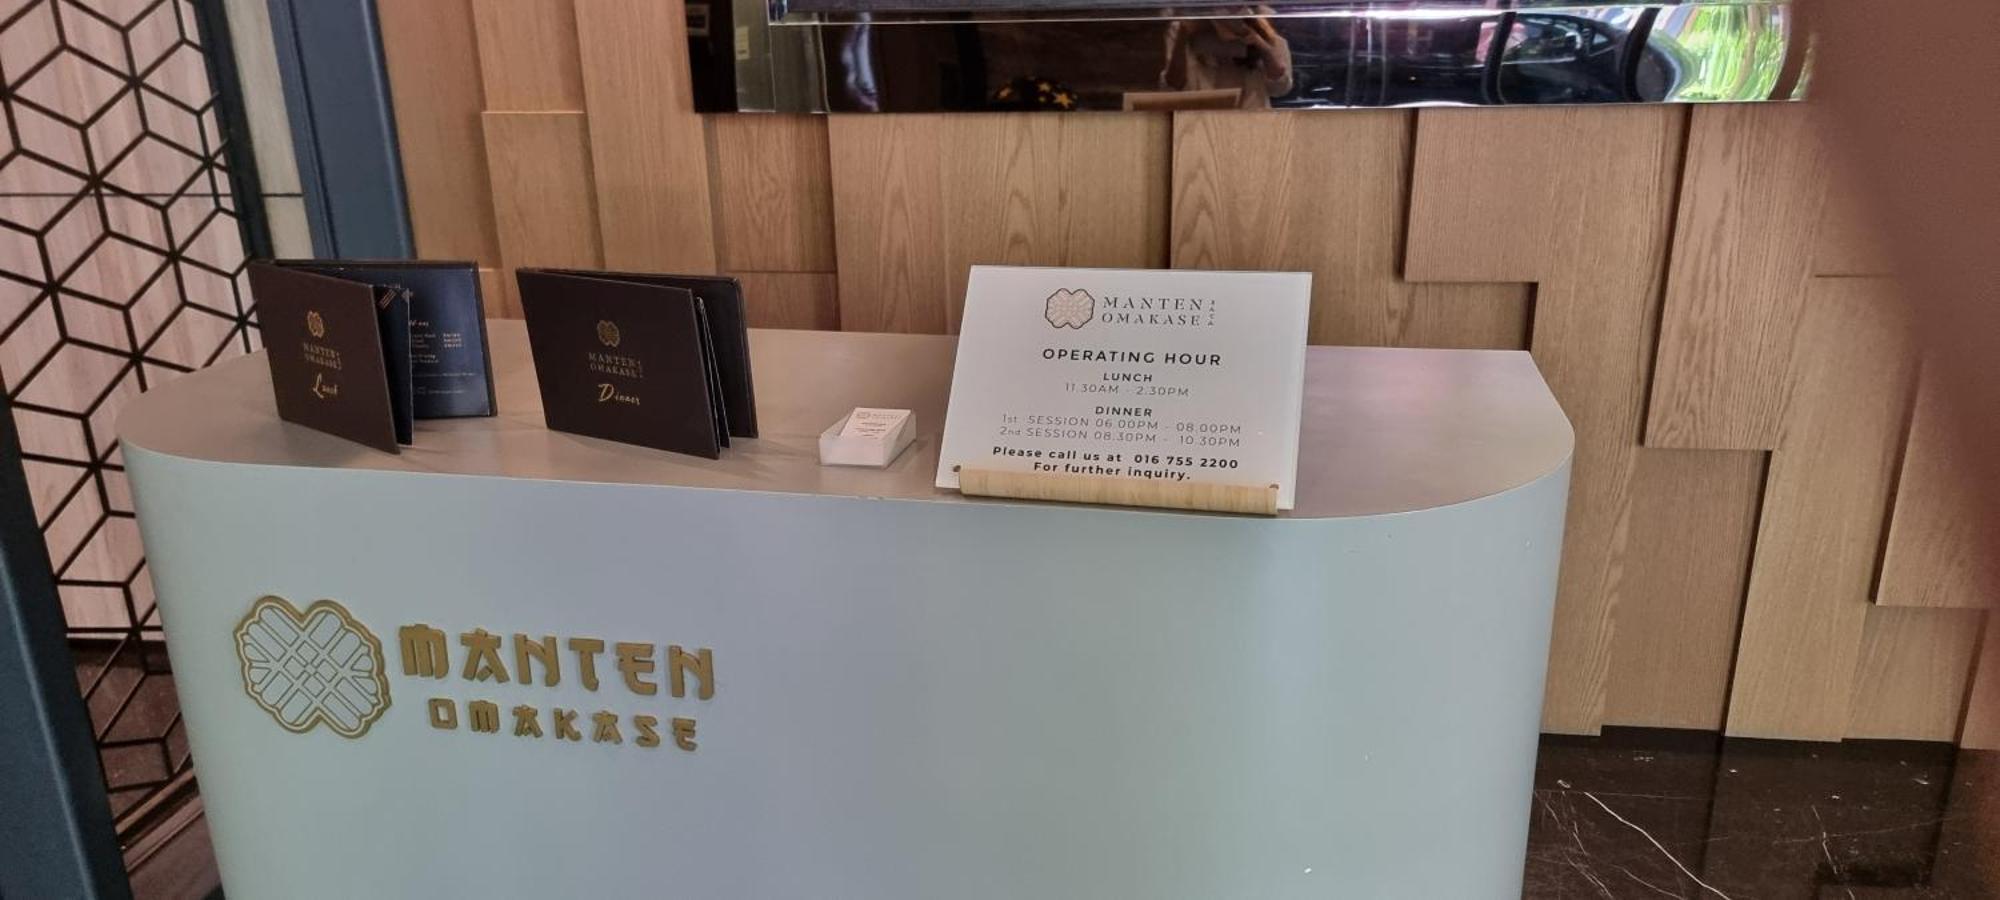 MANTEN
OMAKASE
Lunch
MANTEN
OMAKASE
Dinner
MANTEN
OMAKASE
OPERATING HOUR
LUNCH
11.30AM - 2.30PM
DINNER
1st SESSION 06.00PM - 08.00PM
2nd SESSION 08.30PM - 10.30PM
Please call us at 016 755 2200
For further inquiry.
MANTEN
OMAKASE